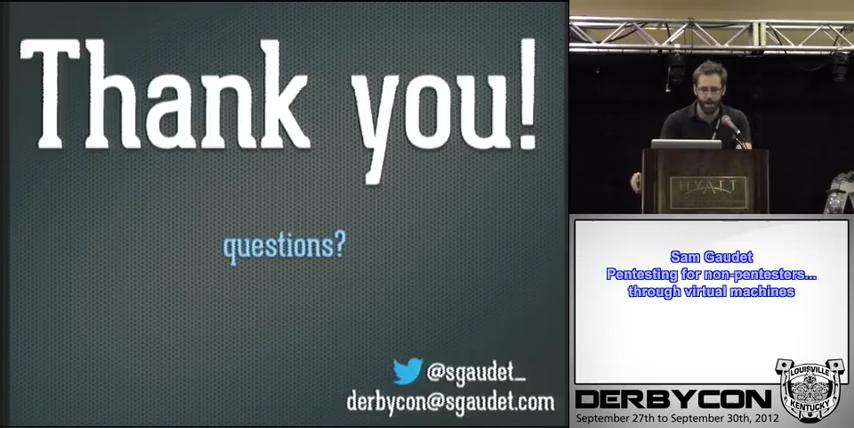 Thank you!
questions?
@sgaudet_
derbycon@sgaudet.com
HYATT
Sam Gaudet
Pentesting for non-pentesters...
through virtual machines
DERBYCON
September 27th to September 30th, 2012
LOUISVILLE
KENTUCKY